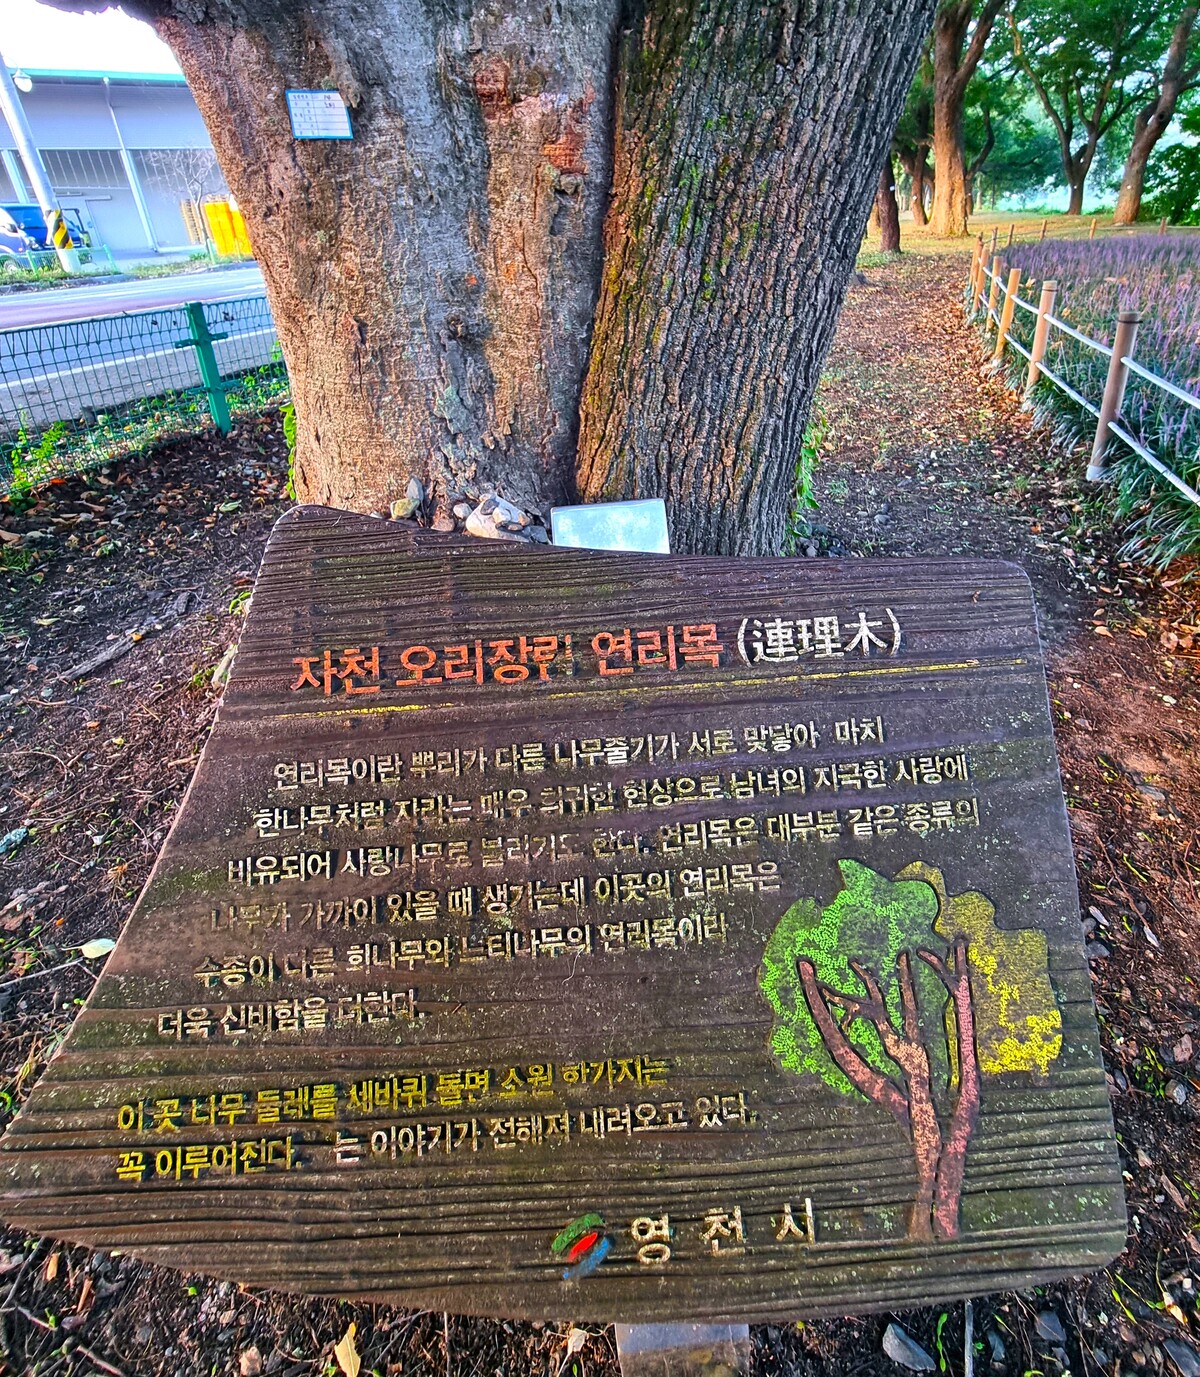 자천 오리장림 연리목 (連理木)
연리목이란 뿌리가 다른 나무줄기가 서로 맞닿아 마치
한나무처럼 자라는 매우 희귀한 현상으로 남녀의 지극한 사랑에
비유되어 사랑나무로 불리기도 한다. 연리목은 대부분 같은 종류의
나무가 가까이 있을 때 생기는데 이곳의 연리목은
수종이 다른 회나무와 느티나무의 연리목이라
더욱 신비함을 더한다.
이 곳 나무 둘레를 세바퀴 돌면 소원 한가지는
꼭 이루어진다. 는 이야기가 전해져 내려오고 있다.
영천시